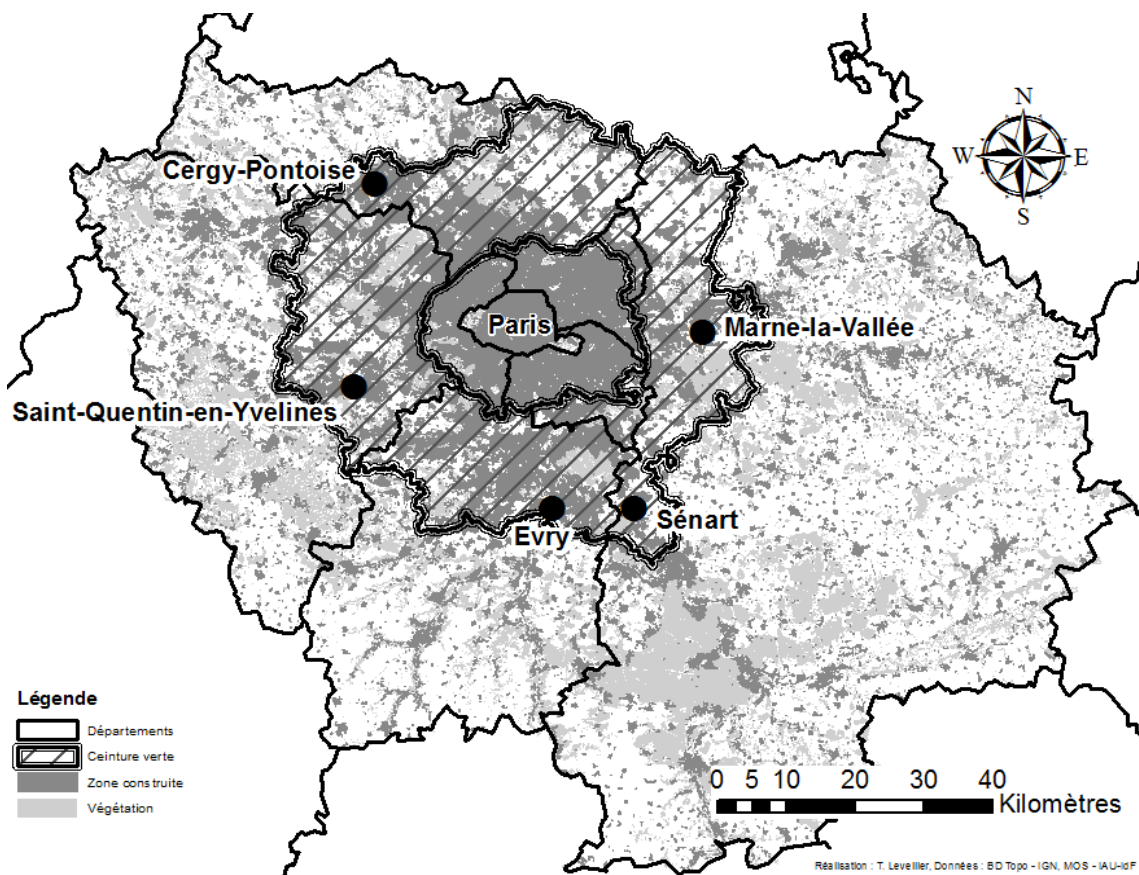 N
W E
S
Cergy-Pontoise
Paris
Marne-la-Vallée
Saint-Quentin-en-Yvelines
Evry
Sénart
Légende
Départements
Ceinture verte
Zone construite
Végétation
0 5 10 20 30 40
Kilomètres
Réalisation : T. Leveiller, Données : BD Topo - IGN, MOS - IAU-IdF